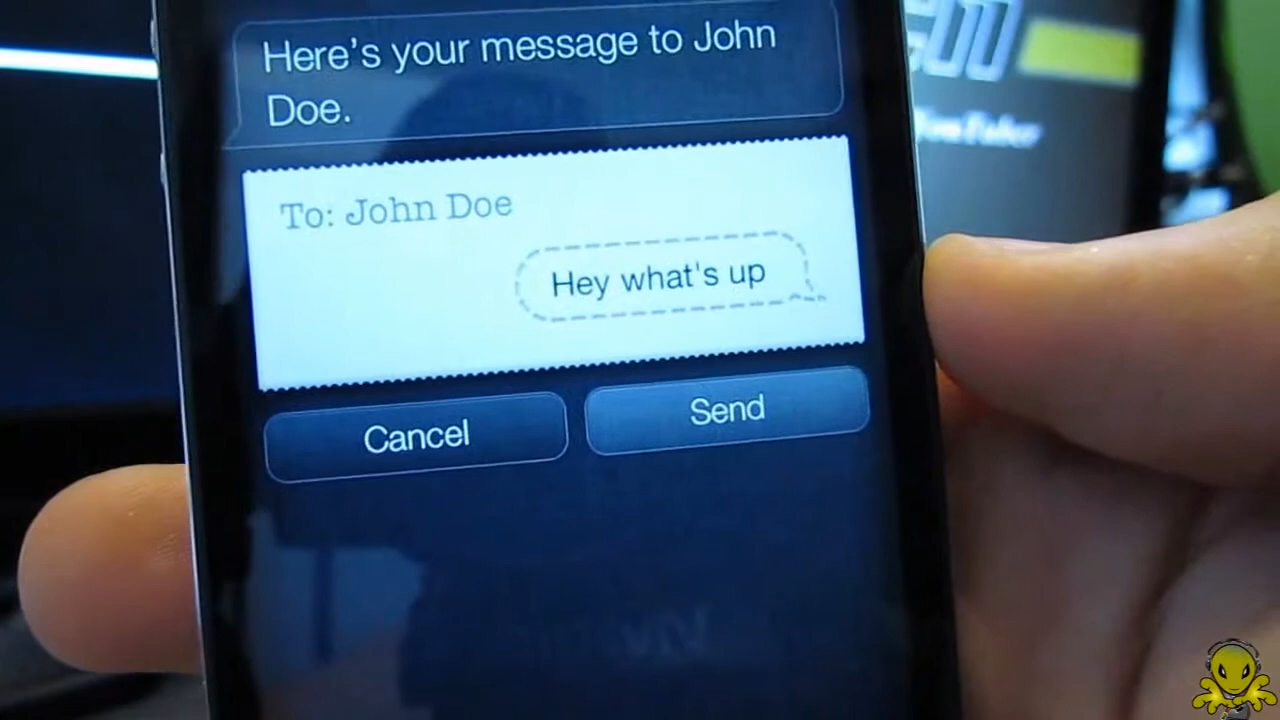 Here's your message to John
Doe.
To: John Doe
Hey what's up
Cancel
Send